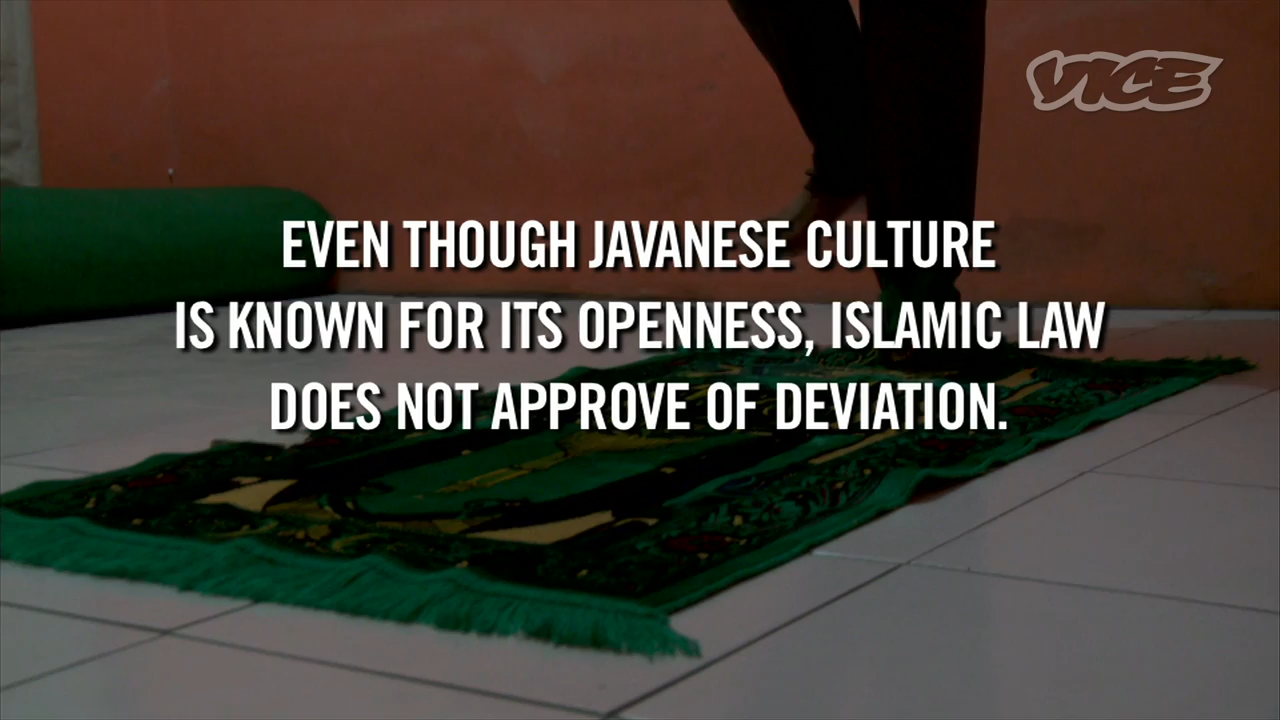 VICE
EVEN THOUGH JAVANESE CULTURE
IS KNOWN FOR ITS OPENNESS, ISLAMIC LAW
DOES NOT APPROVE OF DEVIATION.